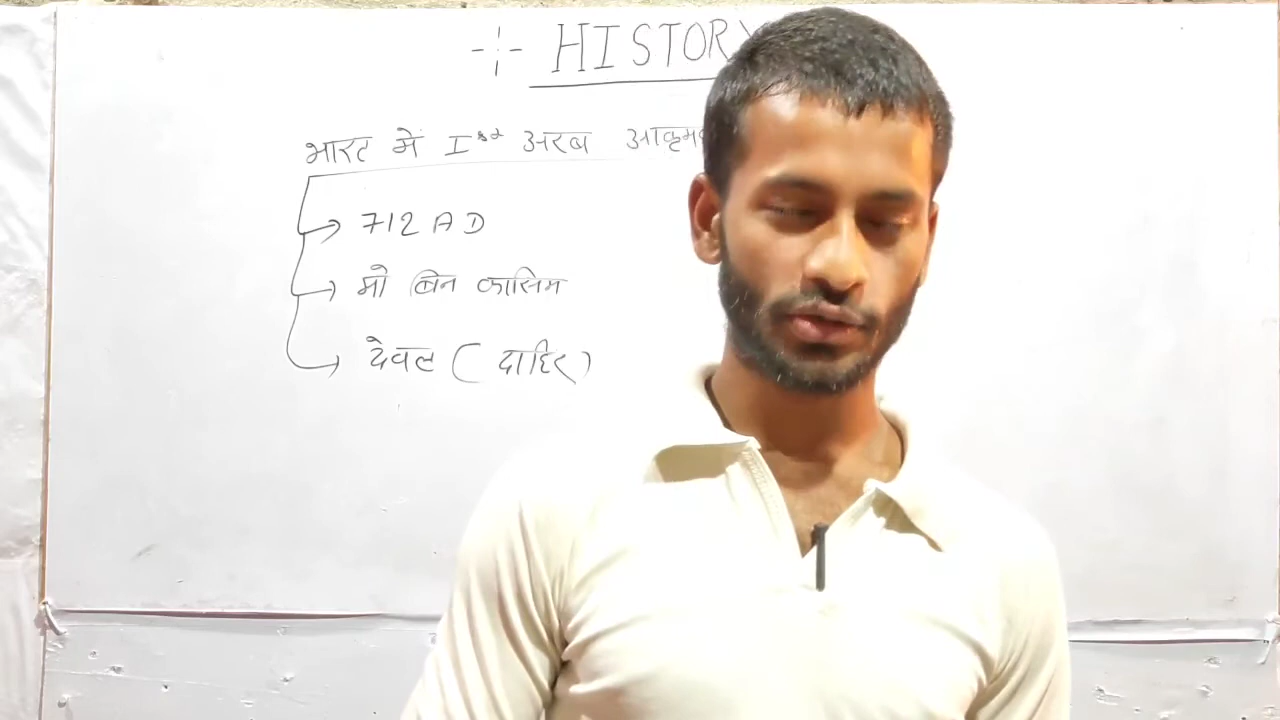 HISTORY
भारत में Ist अरब आक्रमण
712 AD
मो बिन कासिम
देवल (दाहिर)